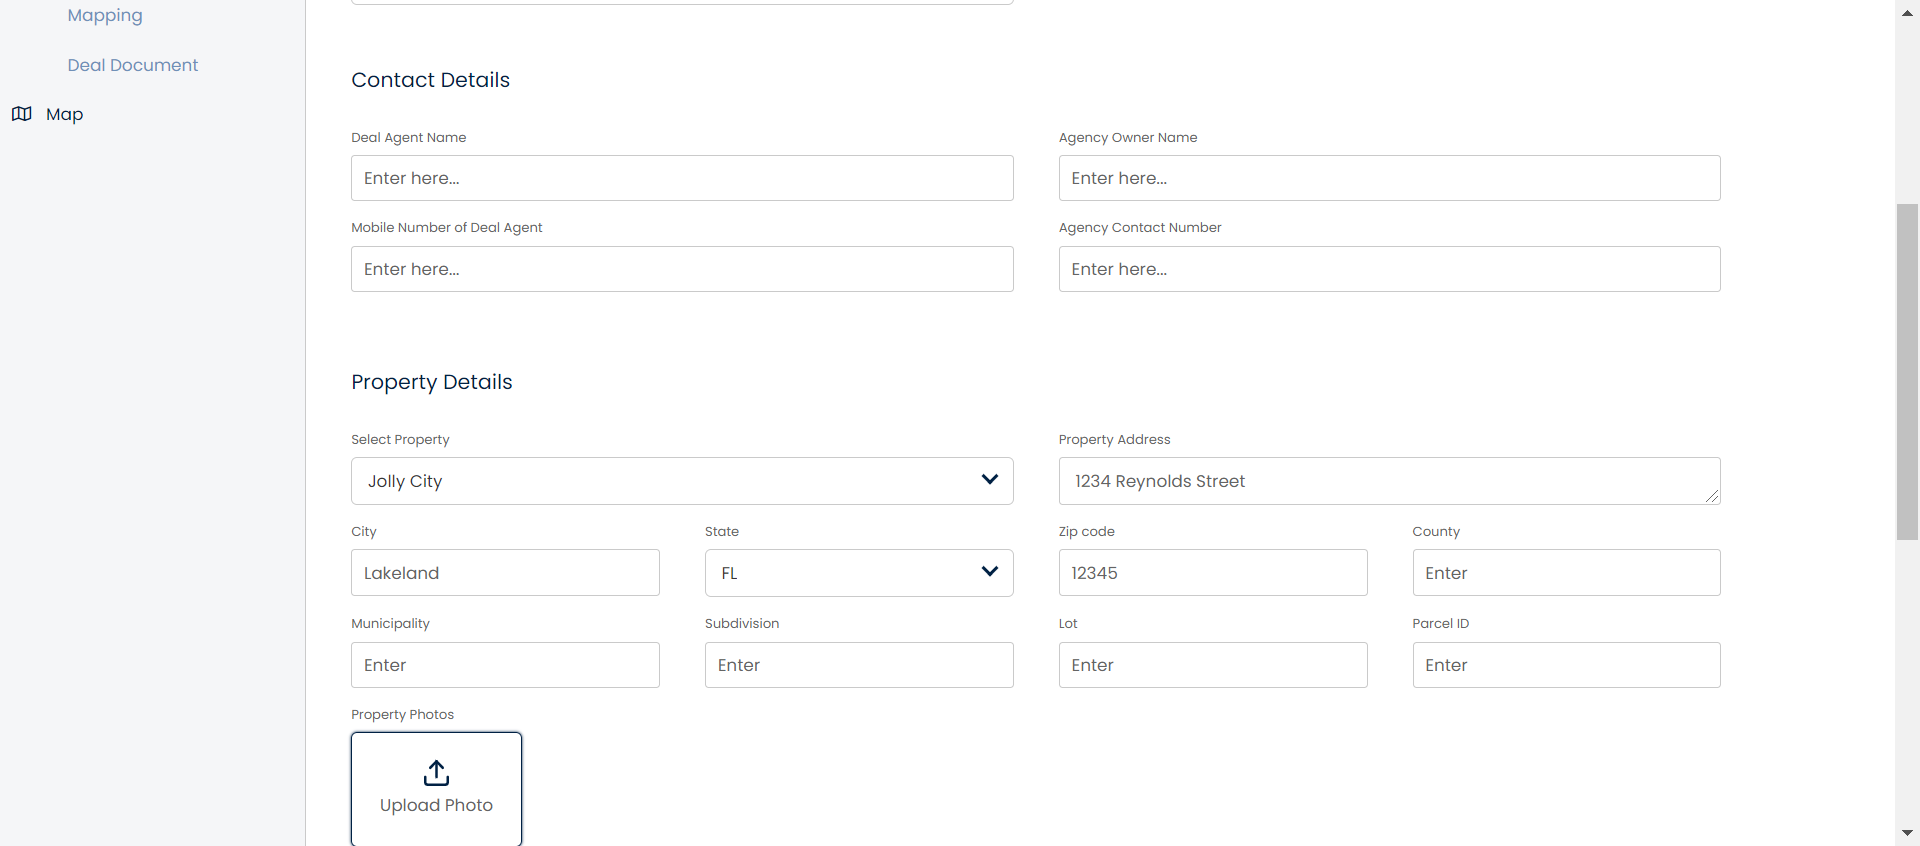 Mapping
Deal Document
Map
Contact Details
Deal Agent Name
Agency Owner Name
Enter here...
Enter here...
Mobile Number of Deal Agent
Agency Contact Number
Enter here...
Enter here...
Property Details
Select Property
Property Address
Jolly City
1234 Reynolds Street
City
State
Zip code
County
Lakeland
FL
12345
Enter
Municipality
Subdivision
Lot
Parcel ID
Enter
Enter
Enter
Enter
Property Photos
Upload Photo